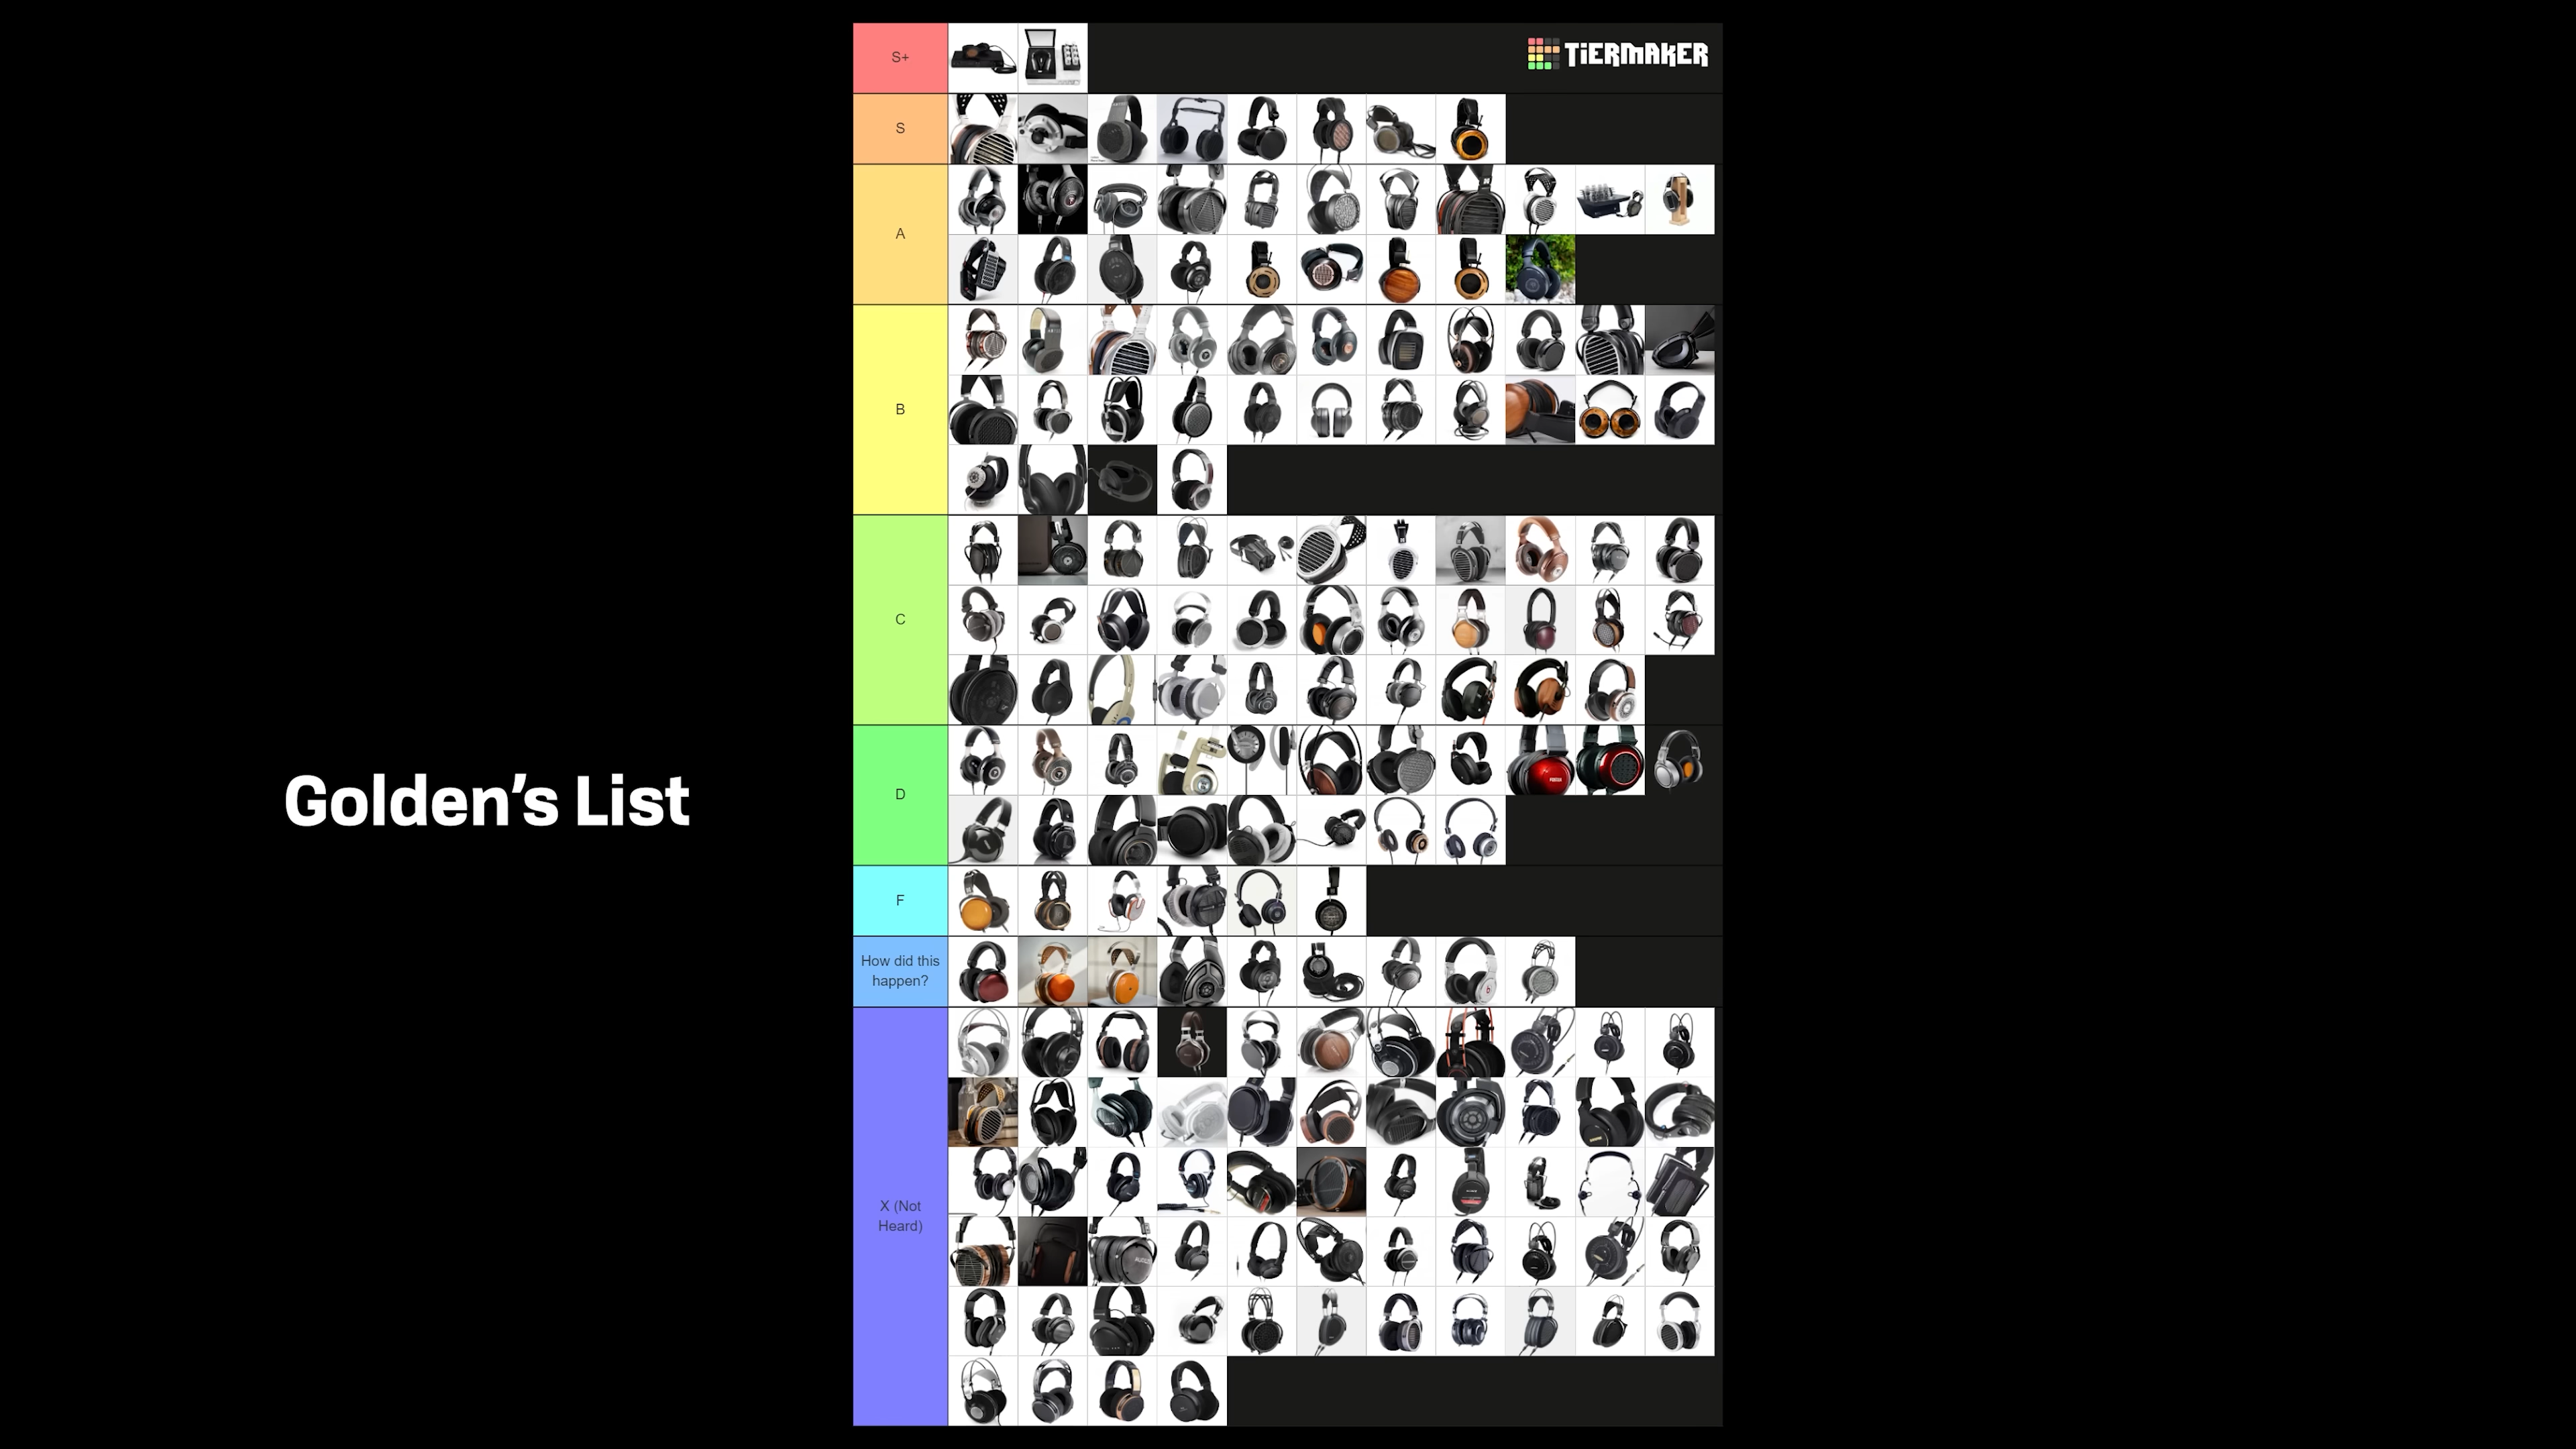 S+
TiERMAKER
S
A
B
C
Golden's List
D
F
How did this
happen?
X (Not
Heard)